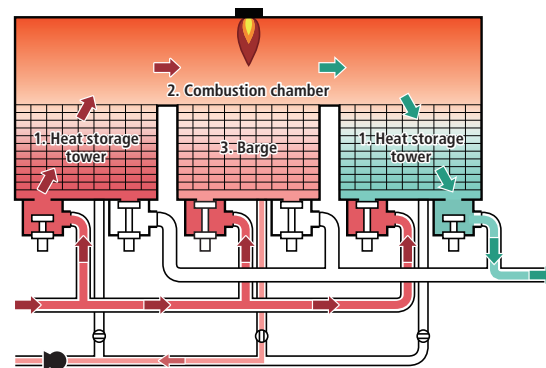 2. Combustion chamber
1. Heat storage
tower
3. Barge
1. Heat storage
tower